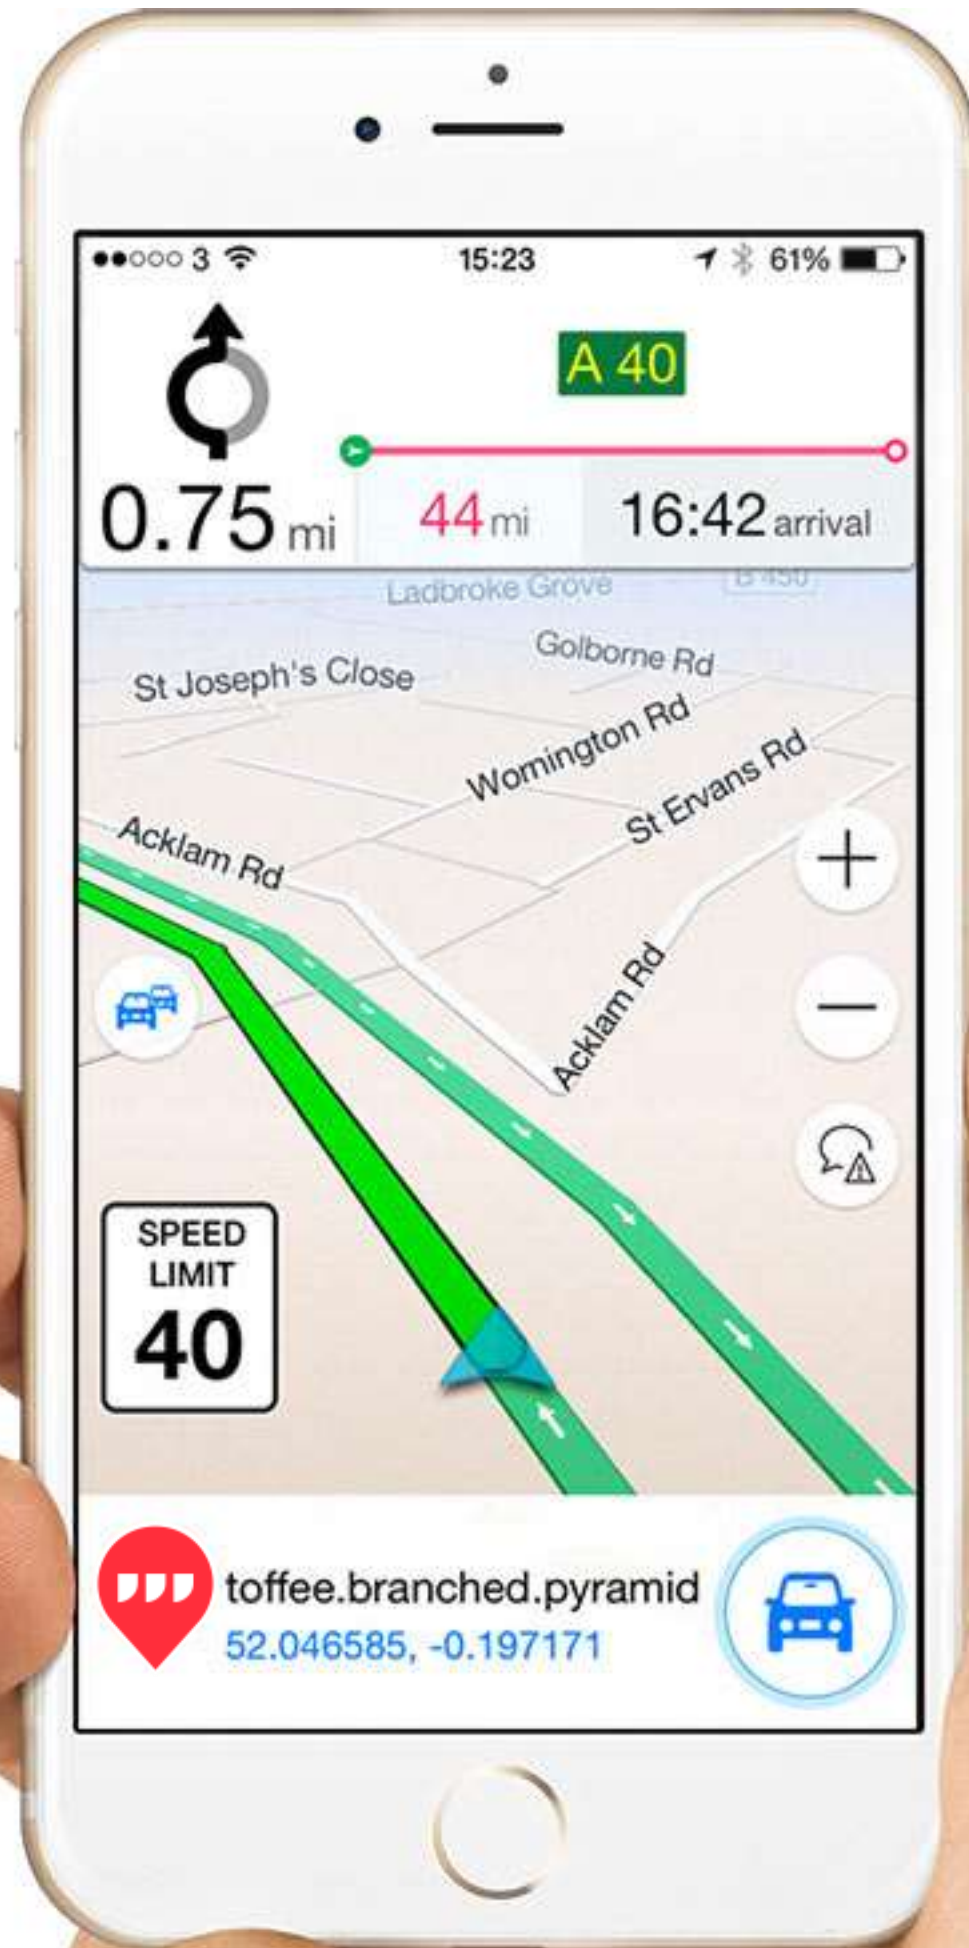 3 15:23 61%
A 40
0.75 mi 44 mi 16:42 arrival
Ladbroke Grove B 450
Golborne Rd
St Joseph's Close
Wornington Rd
St Ervans Rd
Acklam Rd
Acklam Rd
SPEED
LIMIT
40
toffee.branched.pyramid
52.046585, -0.197171